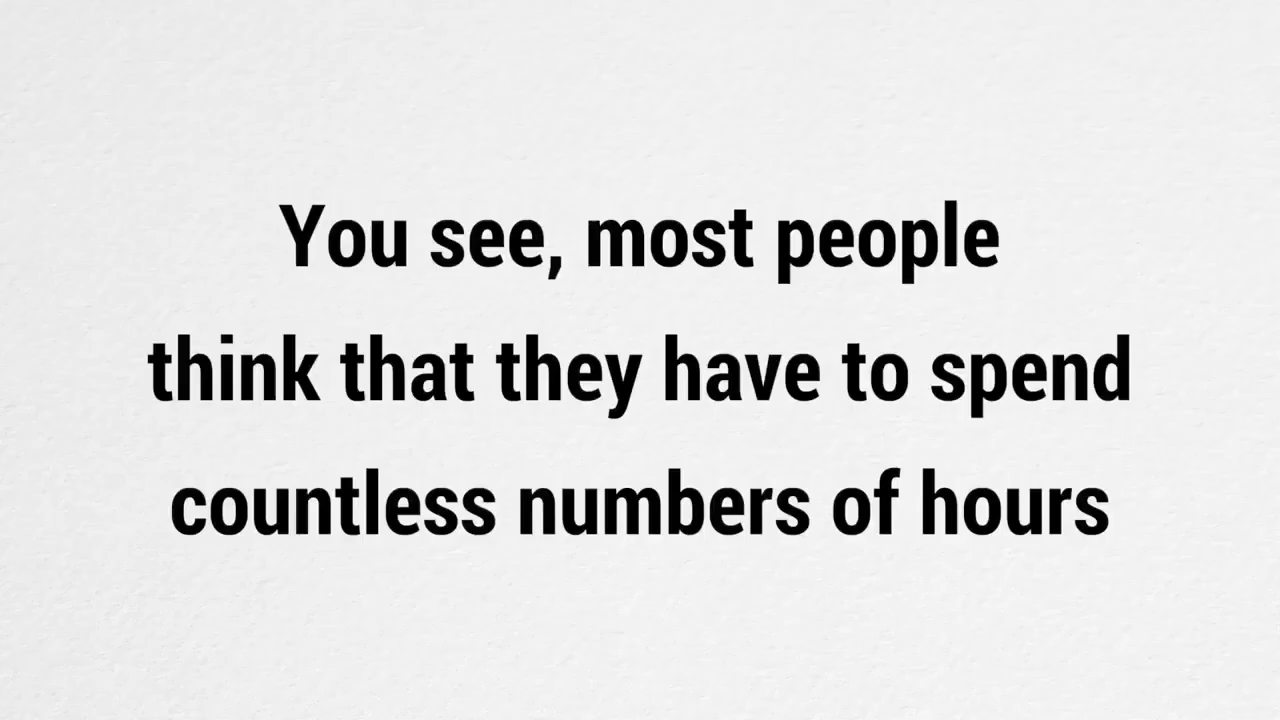 You see, most people
think that they have to spend
countless numbers of hours